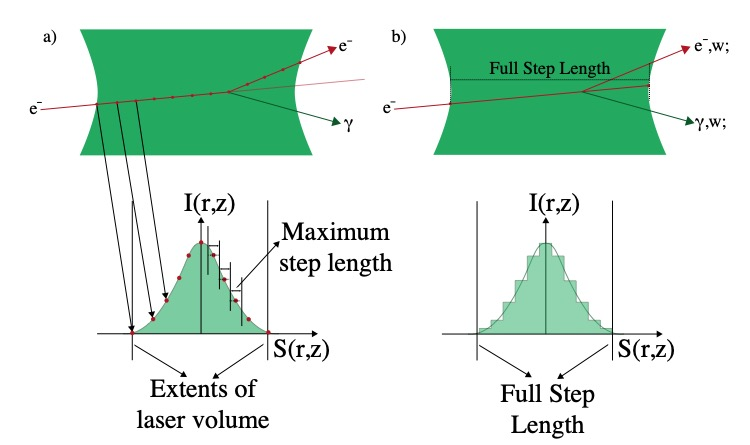 a)
e⁻
e⁻
γ
I(r,z)
Maximum
step length
S(r,z)
Extents of
laser volume
b)
Full Step Length
e⁻
e⁻,w;
γ,w;
I(r,z)
S(r,z)
Full Step
Length